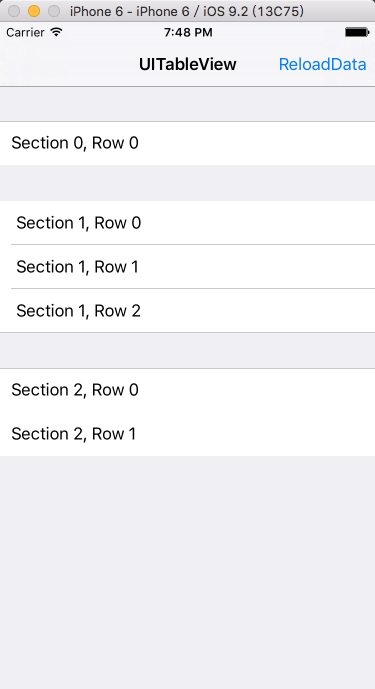 iPhone 6 - iPhone 6 / iOS 9.2 (13C75)
Carrier 7:48 PM
UITableView ReloadData
Section 0, Row 0
Section 1, Row 0
Section 1, Row 1
Section 1, Row 2
Section 2, Row 0
Section 2, Row 1